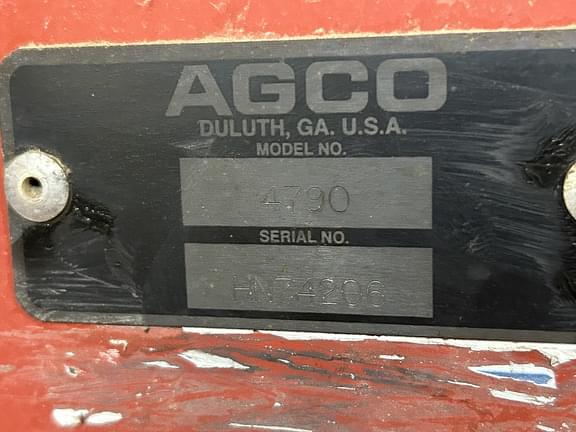 AGCO
DULUTH, GA. U.S.A.
MODEL NO.
4790
SERIAL NO.